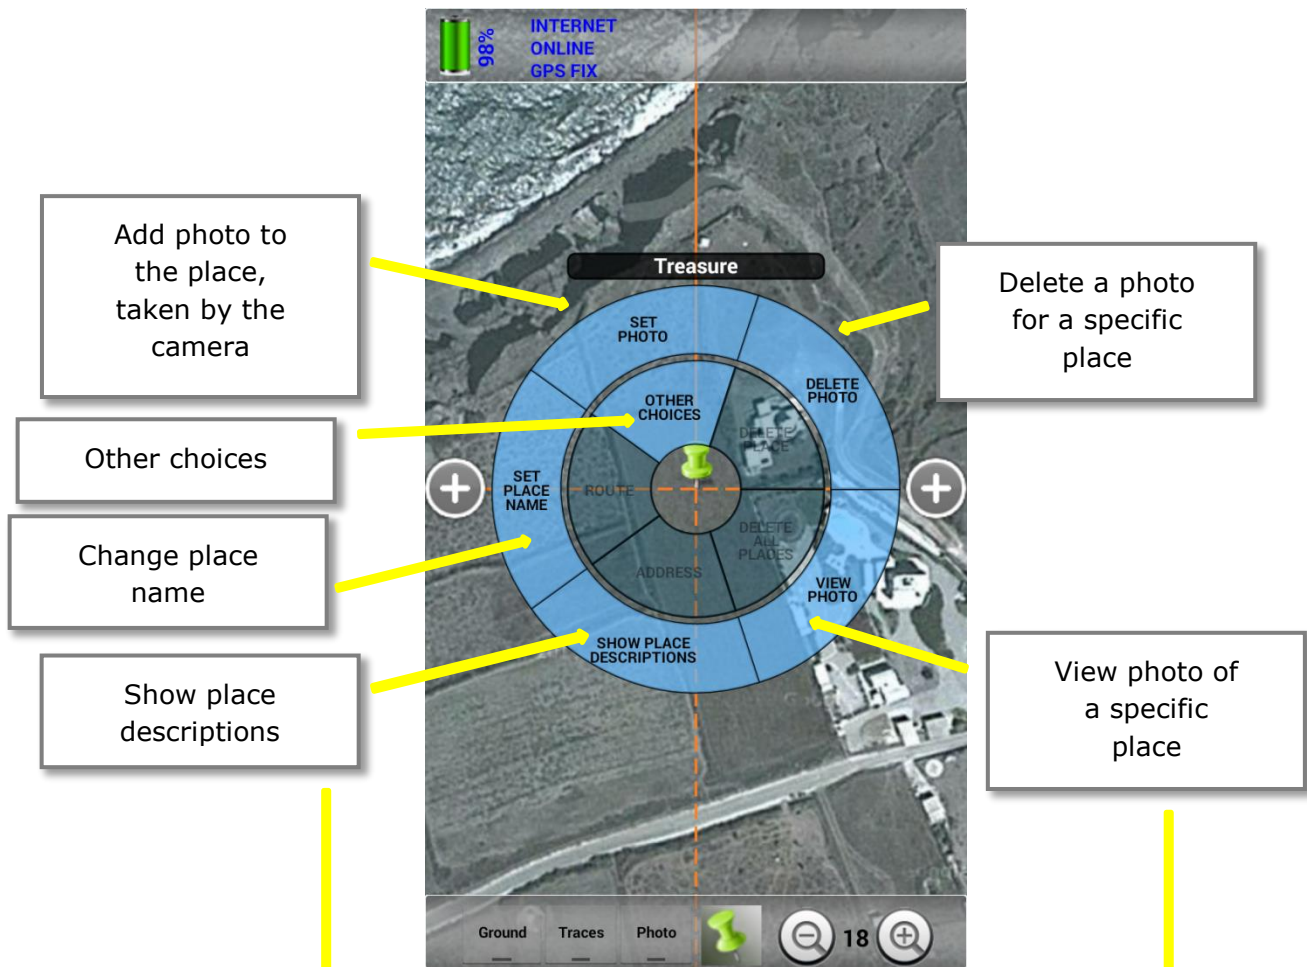 98%
INTERNET
ONLINE
GPS FIX
Add photo to
the place,
taken by the
camera
Other choices
Change place
name
Show place
descriptions
Treasure
SET
PHOTO
DELETE
PHOTO
OTHER
CHOICES
DELETE
PLACE
SET
PLACE
NAME
ROUTE
DELETE
ALL
PLACES
ADDRESS
VIEW
PHOTO
SHOW PLACE
DESCRIPTIONS
Delete a photo
for a specific
place
View photo of
a specific
place
Ground
Traces
Photo
18